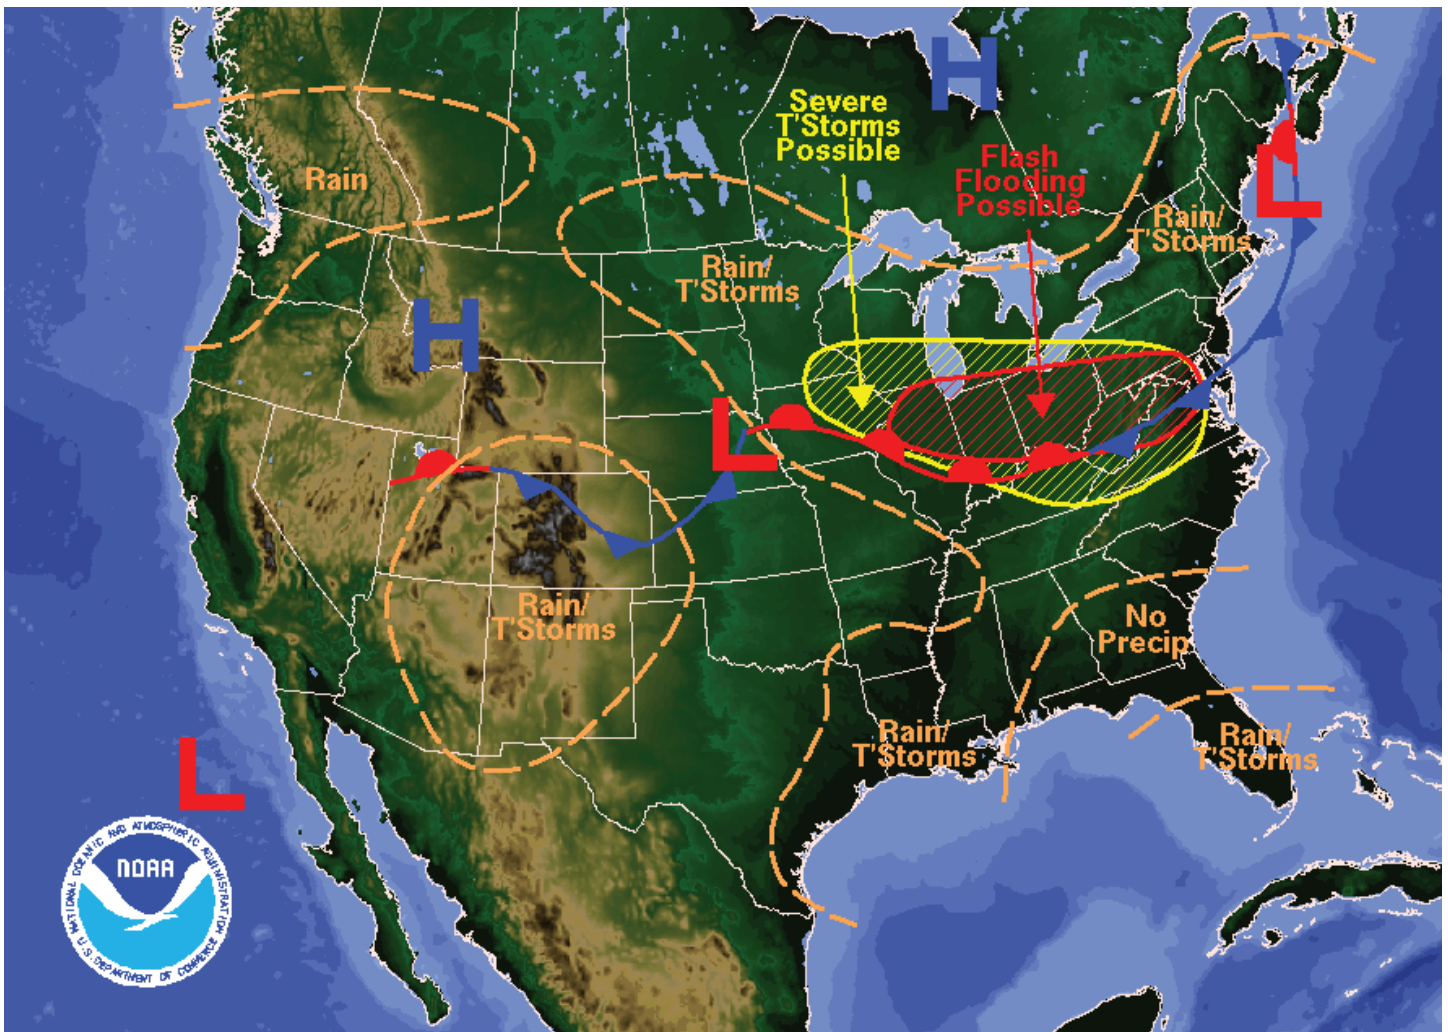 H
Severe
T'Storms
Possible
Flash
Flooding
Possible
Rain
L
Rain/
T'Storms
Rain/
T'Storms
H
L
Rain/
T'Storms
No
Precip
Rain/
T'Storms
Rain/
T'Storms
L
NATIONAL OCEANIC AND ATMOSPHERIC ADMINISTRATION
NOAA
U.S. DEPARTMENT OF COMMERCE